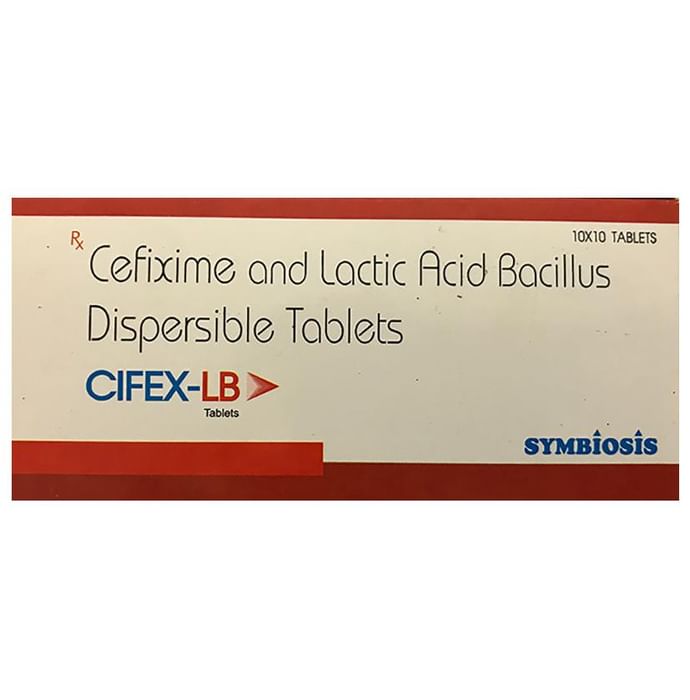 10X10 TABLETS
Rx Cefixime and Lactic Acid Bacillus
Dispersible Tablets
CIFEX-LB
Tablets
SYMBIOSIS